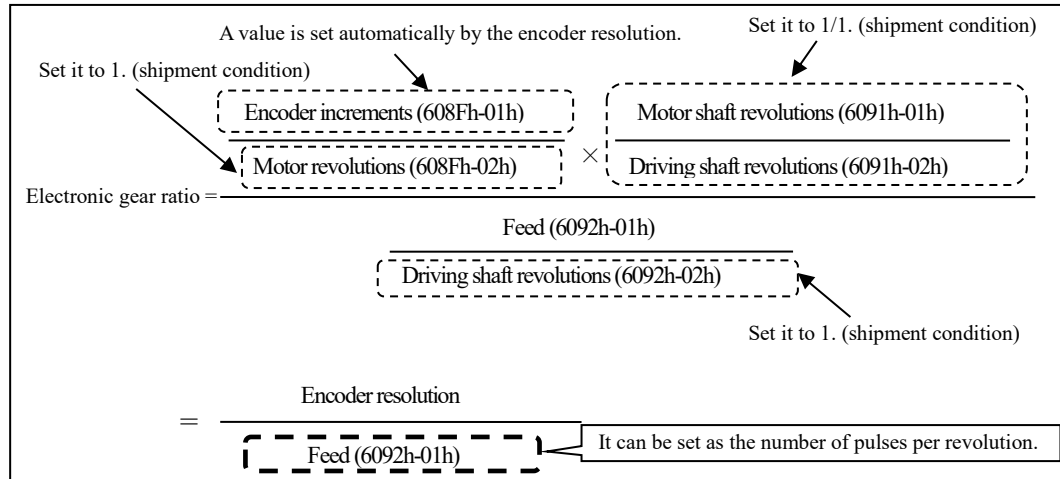 A value is set automatically by the encoder resolution.
Set it to 1/1. (shipment condition)
Set it to 1. (shipment condition)
Encoder increments (608Fh-01h)
Motor shaft revolutions (6091h-01h)
×
Motor revolutions (608Fh-02h)
Driving shaft revolutions (6091h-02h)
Electronic gear ratio =
Feed (6092h-01h)
Driving shaft revolutions (6092h-02h)
Set it to 1. (shipment condition)
Encoder resolution
=
Feed (6092h-01h)
It can be set as the number of pulses per revolution.